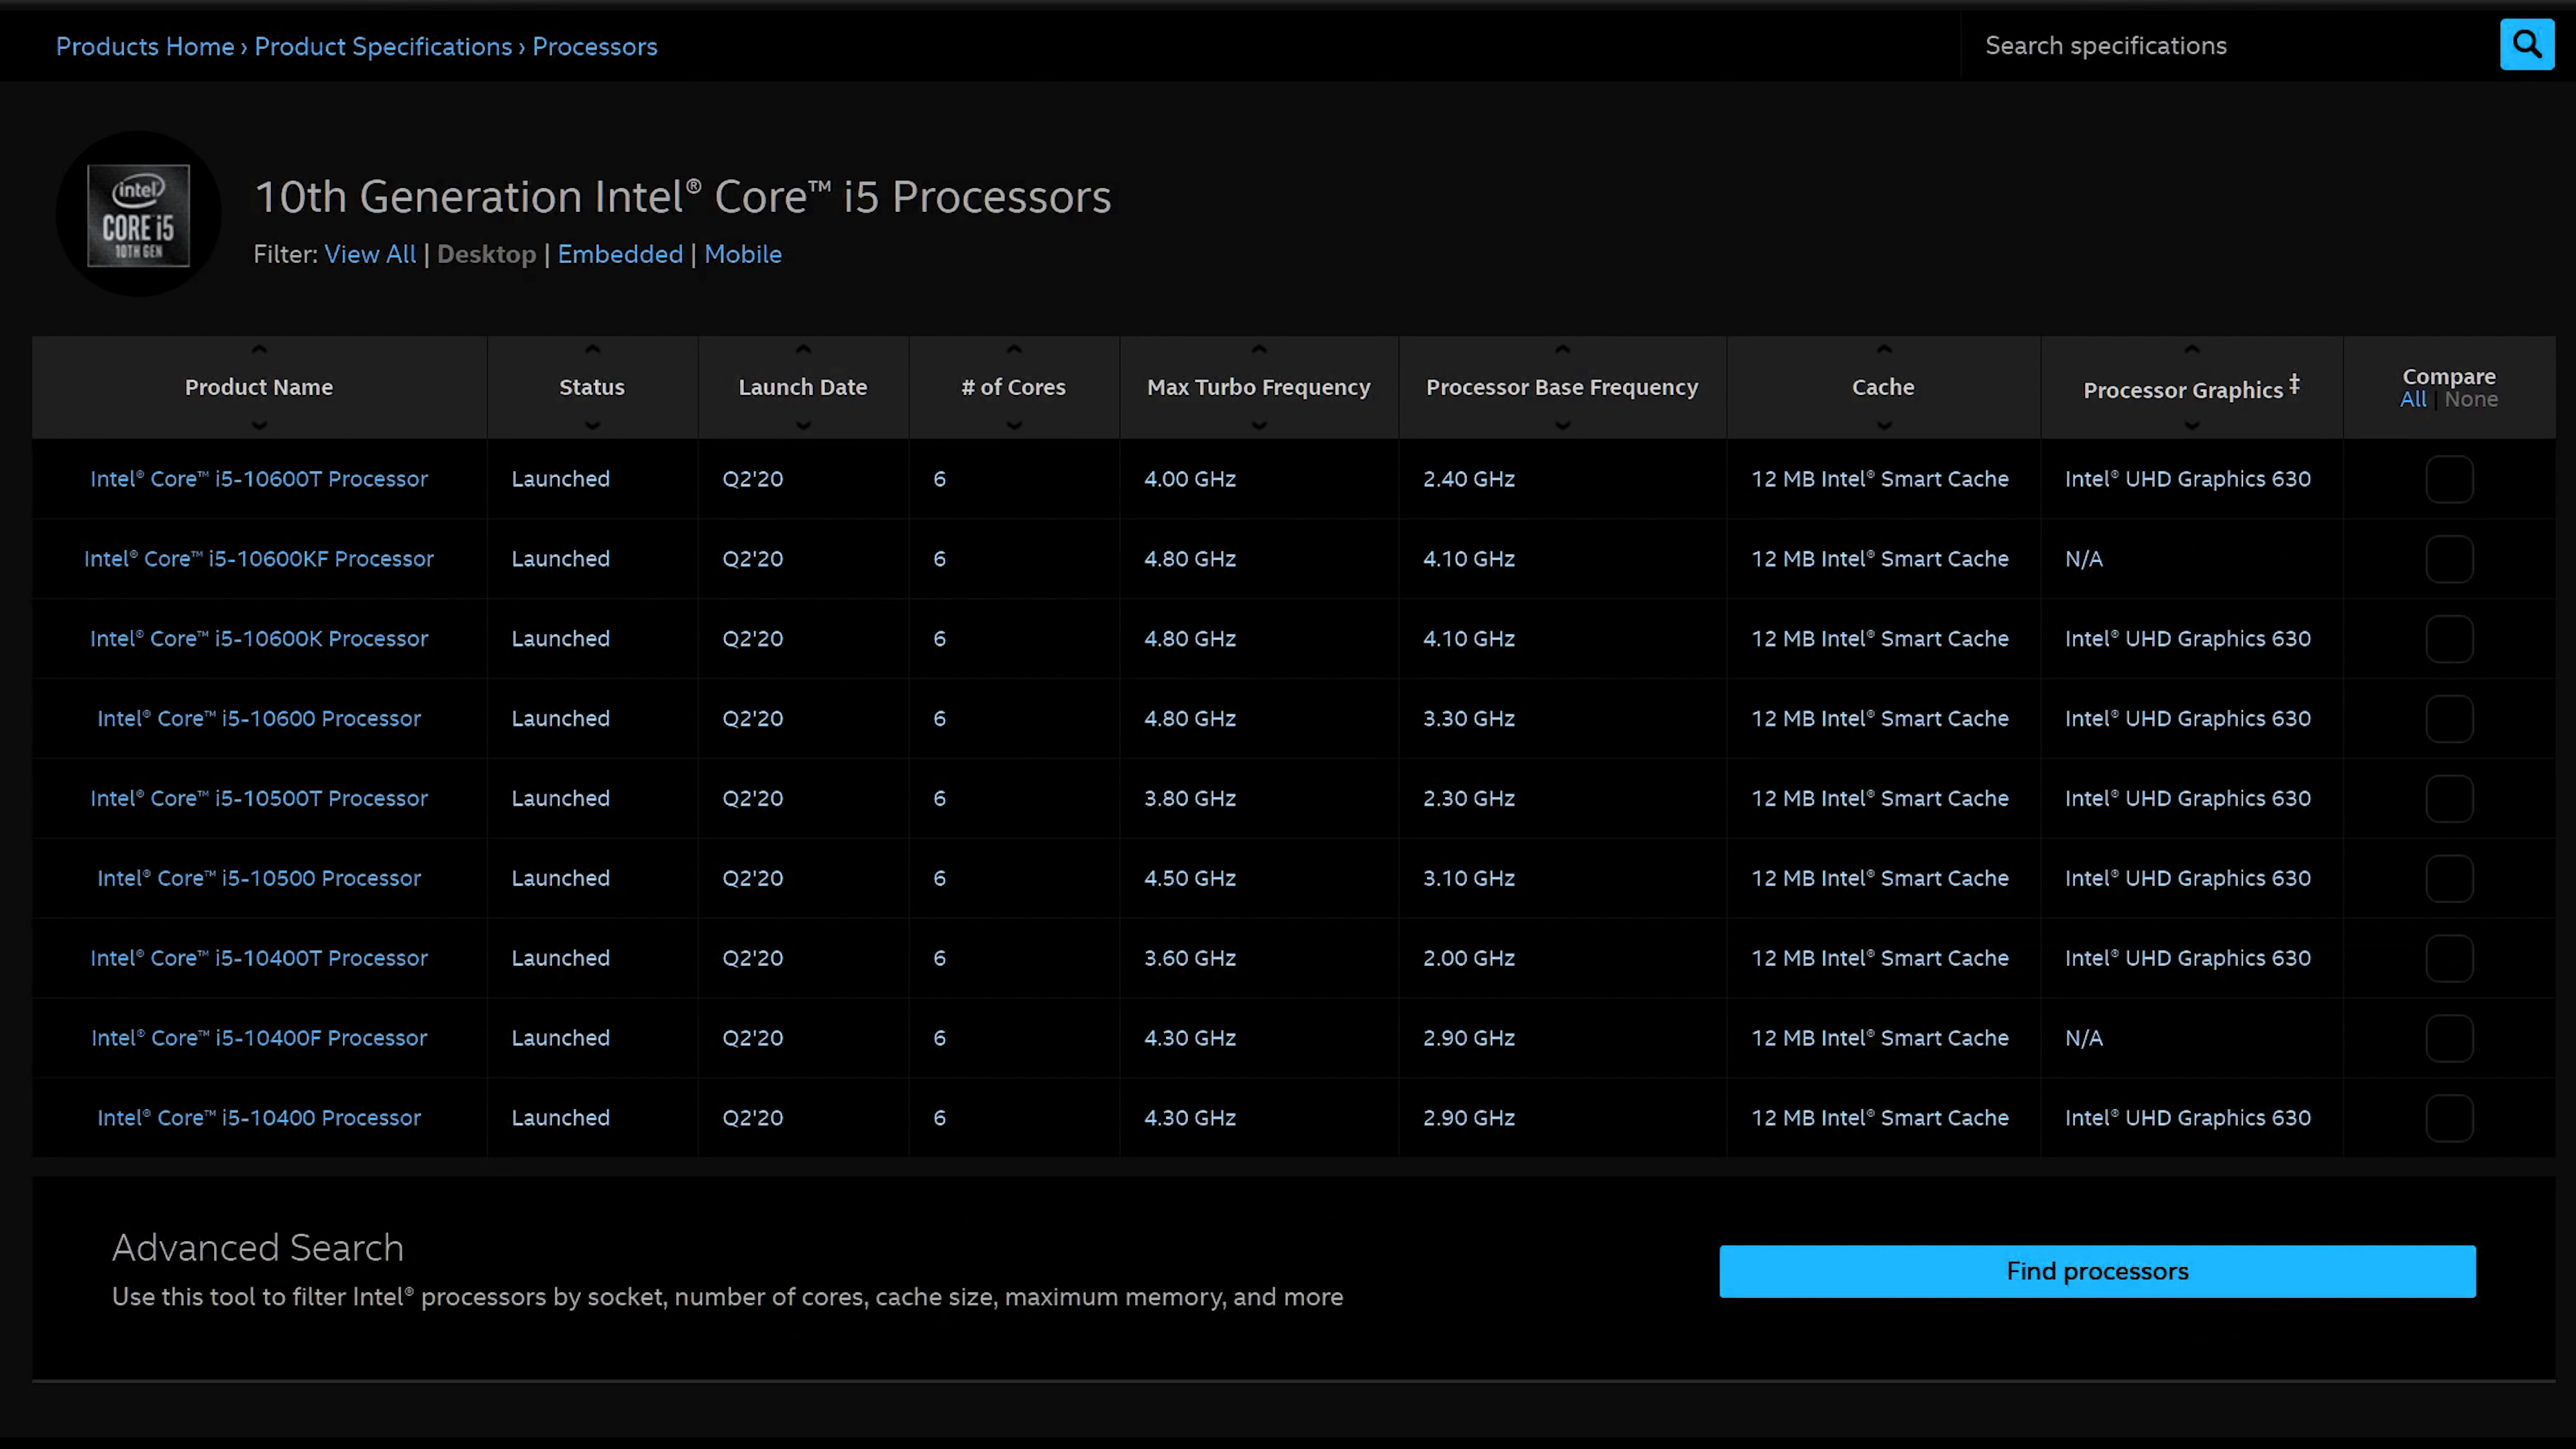 Products Home › Product Specifications › Processors
Search specifications
intel
CORE i5
10TH GEN
10th Generation Intel® Core™ i5 Processors
Filter: View All | Desktop | Embedded | Mobile
Product Name Status Launch Date # of Cores Max Turbo Frequency Processor Base Frequency Cache Processor Graphics ‡ Compare
All | None
Intel® Core™ i5-10600T Processor Launched Q2'20 6 4.00 GHz 2.40 GHz 12 MB Intel® Smart Cache Intel® UHD Graphics 630
Intel® Core™ i5-10600KF Processor Launched Q2'20 6 4.80 GHz 4.10 GHz 12 MB Intel® Smart Cache N/A
Intel® Core™ i5-10600K Processor Launched Q2'20 6 4.80 GHz 4.10 GHz 12 MB Intel® Smart Cache Intel® UHD Graphics 630
Intel® Core™ i5-10600 Processor Launched Q2'20 6 4.80 GHz 3.30 GHz 12 MB Intel® Smart Cache Intel® UHD Graphics 630
Intel® Core™ i5-10500T Processor Launched Q2'20 6 3.80 GHz 2.30 GHz 12 MB Intel® Smart Cache Intel® UHD Graphics 630
Intel® Core™ i5-10500 Processor Launched Q2'20 6 4.50 GHz 3.10 GHz 12 MB Intel® Smart Cache Intel® UHD Graphics 630
Intel® Core™ i5-10400T Processor Launched Q2'20 6 3.60 GHz 2.00 GHz 12 MB Intel® Smart Cache Intel® UHD Graphics 630
Intel® Core™ i5-10400F Processor Launched Q2'20 6 4.30 GHz 2.90 GHz 12 MB Intel® Smart Cache N/A
Intel® Core™ i5-10400 Processor Launched Q2'20 6 4.30 GHz 2.90 GHz 12 MB Intel® Smart Cache Intel® UHD Graphics 630
Advanced Search
Use this tool to filter Intel® processors by socket, number of cores, cache size, maximum memory, and more
Find processors